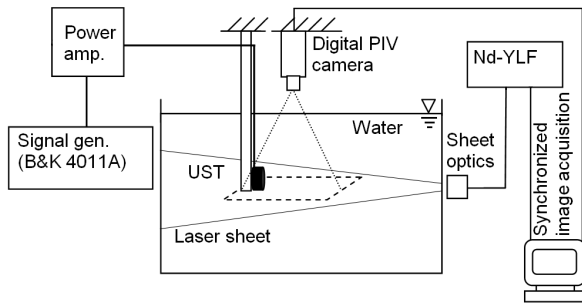 Power
amp.
Signal gen.
(B&K 4011A)
Digital PIV
camera
Nd-YLF
Water
UST
Sheet
optics
Laser sheet
Synchronized
image acquisition